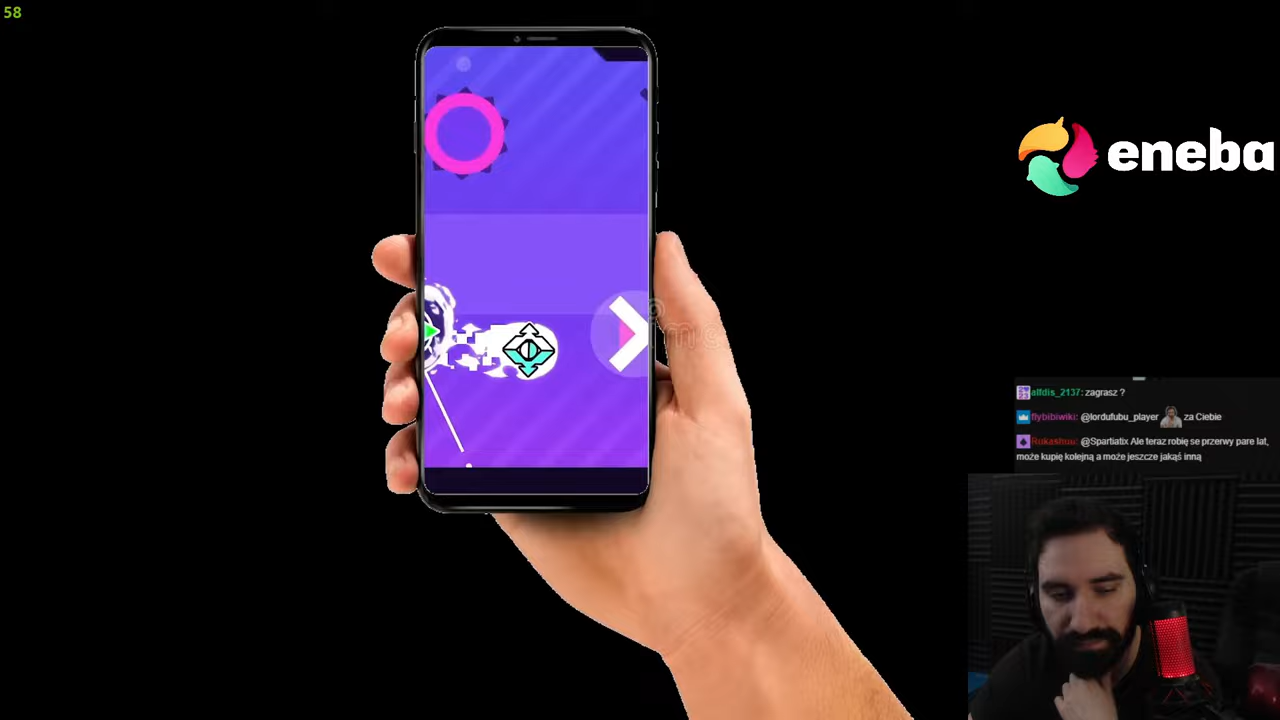 58
eneba
alfdis_2137: zagrasz ?
flybibiwiki: @lordufubu_player za Ciebie
Rukashuu: @Spartiatix Ale teraz robię se przerwy pare lat,
może kupię kolejną a może jeszcze jakąś inną